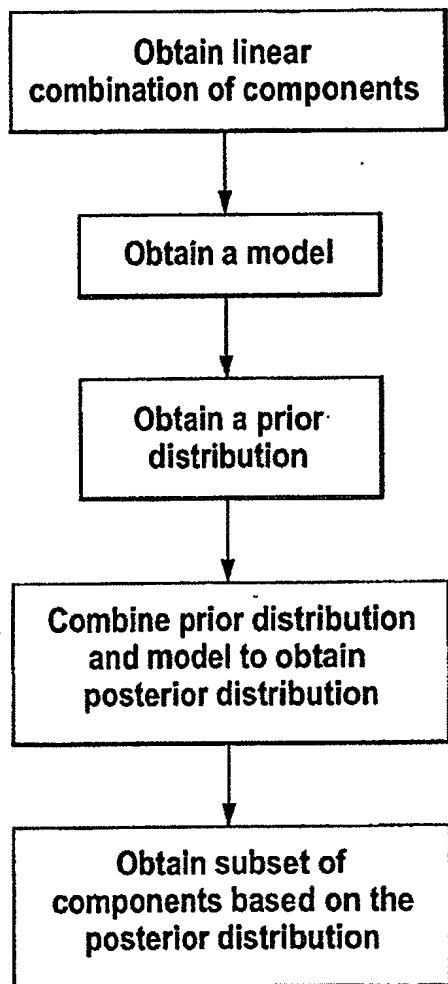 Obtain linear
combination of components
Obtain a model
Obtain a prior
distribution
Combine prior distribution
and model to obtain
posterior distribution
Obtain subset of
components based on the
posterior distribution